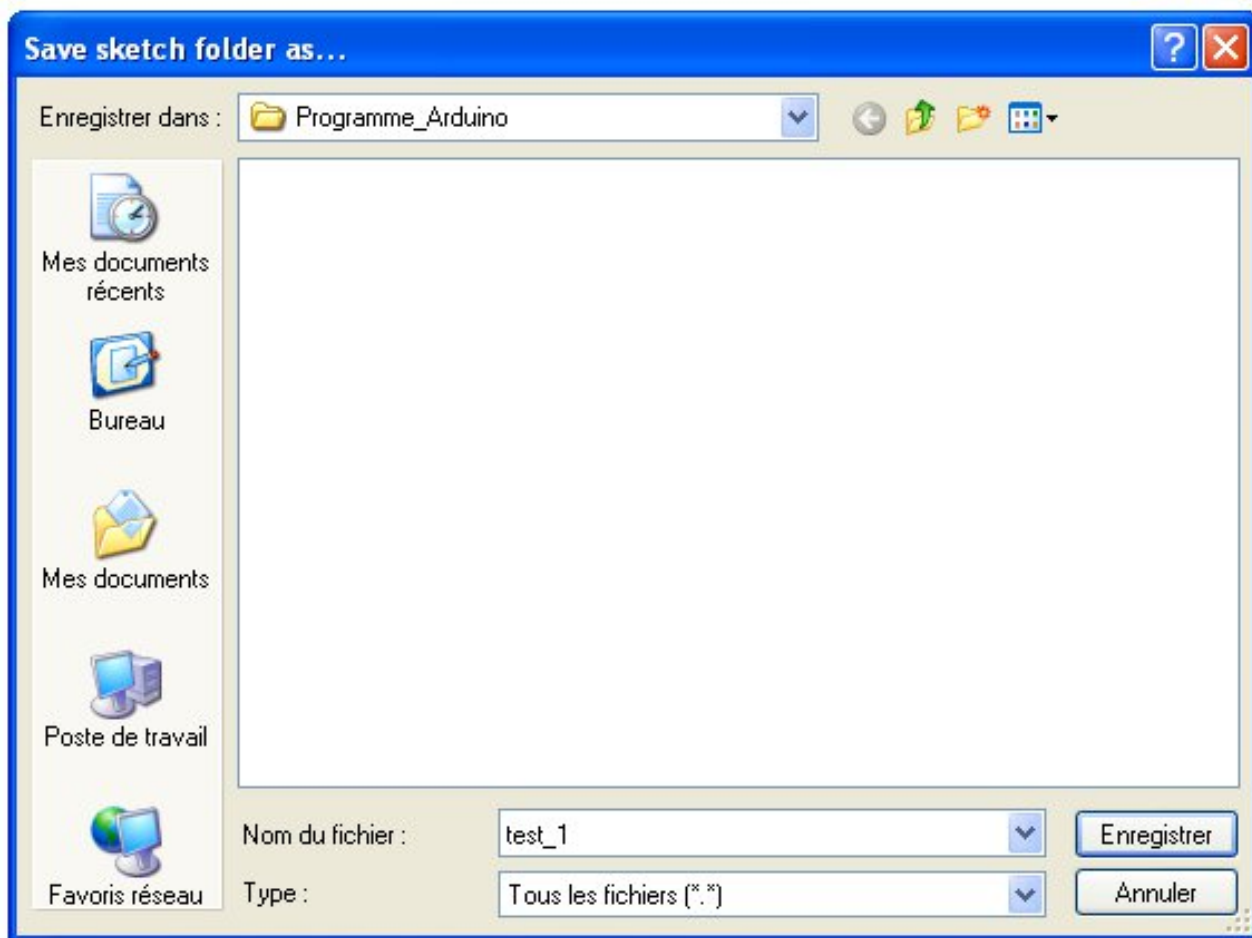 Save sketch folder as...
Enregistrer dans :
Programme_Arduino
Mes documents
récents
Bureau
Mes documents
Poste de travail
Favoris réseau
Nom du fichier :
test_1
Enregistrer
Type :
Tous les fichiers (*.*)
Annuler